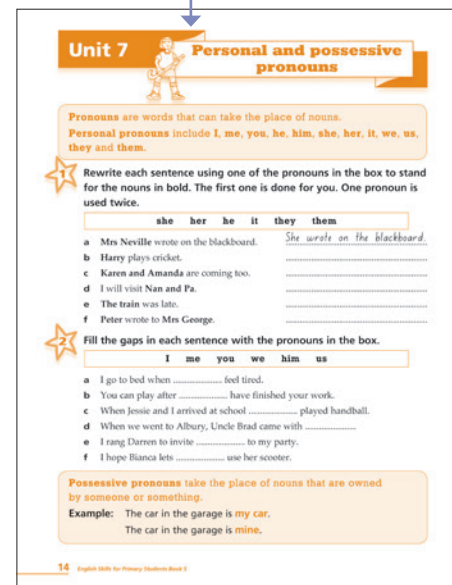 Unit 7
Personal and possessive
pronouns
Pronouns are words that can take the place of nouns.
Personal pronouns include I, me, you, he, him, she, her, it, we, us,
they and them.
1
Rewrite each sentence using one of the pronouns in the box to stand
for the nouns in bold. The first one is done for you. One pronoun is
used twice.
she her he it they them
a Mrs Neville wrote on the blackboard. She wrote on the blackboard.
b Harry plays cricket. ....................
c Karen and Amanda are coming too. ....................
d I will visit Nan and Pa. ....................
e The train was late. ....................
f Peter wrote to Mrs George. ....................
2
Fill the gaps in each sentence with the pronouns in the box.
I me you we him us
a I go to bed when .................... feel tired.
b You can play after .................... have finished your work.
c When Jessie and I arrived at school .................... played handball.
d When we went to Albury, Uncle Brad came with ....................
e I rang Darren to invite .................... to my party.
f I hope Bianca lets .................... use her scooter.
Possessive pronouns take the place of nouns that are owned
by someone or something.
Example: The car in the garage is my car.
The car in the garage is mine.
14 English Skills for Primary Students Book 3